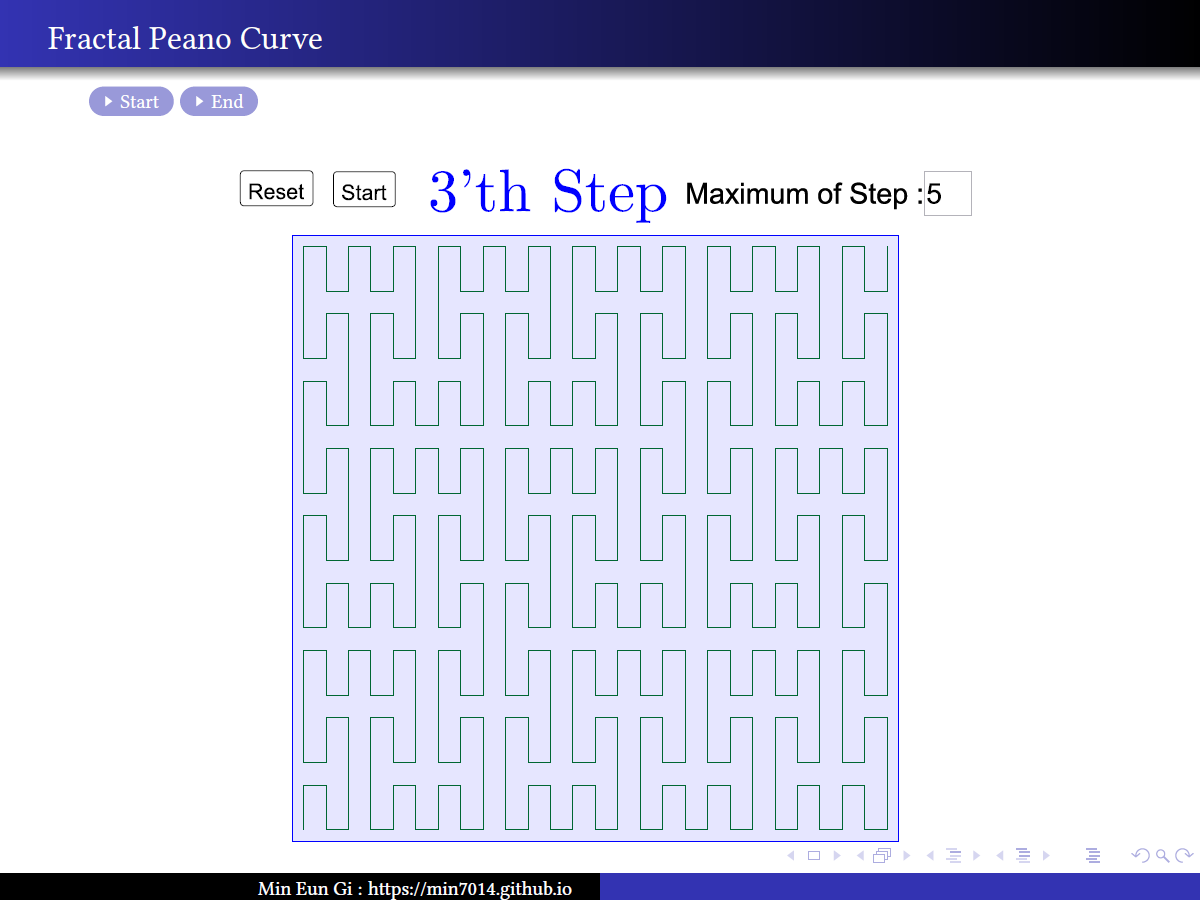 Fractal Peano Curve
Start End
Reset Start 3’th Step Maximum of Step : 5
Min Eun Gi : https://min7014.github.io